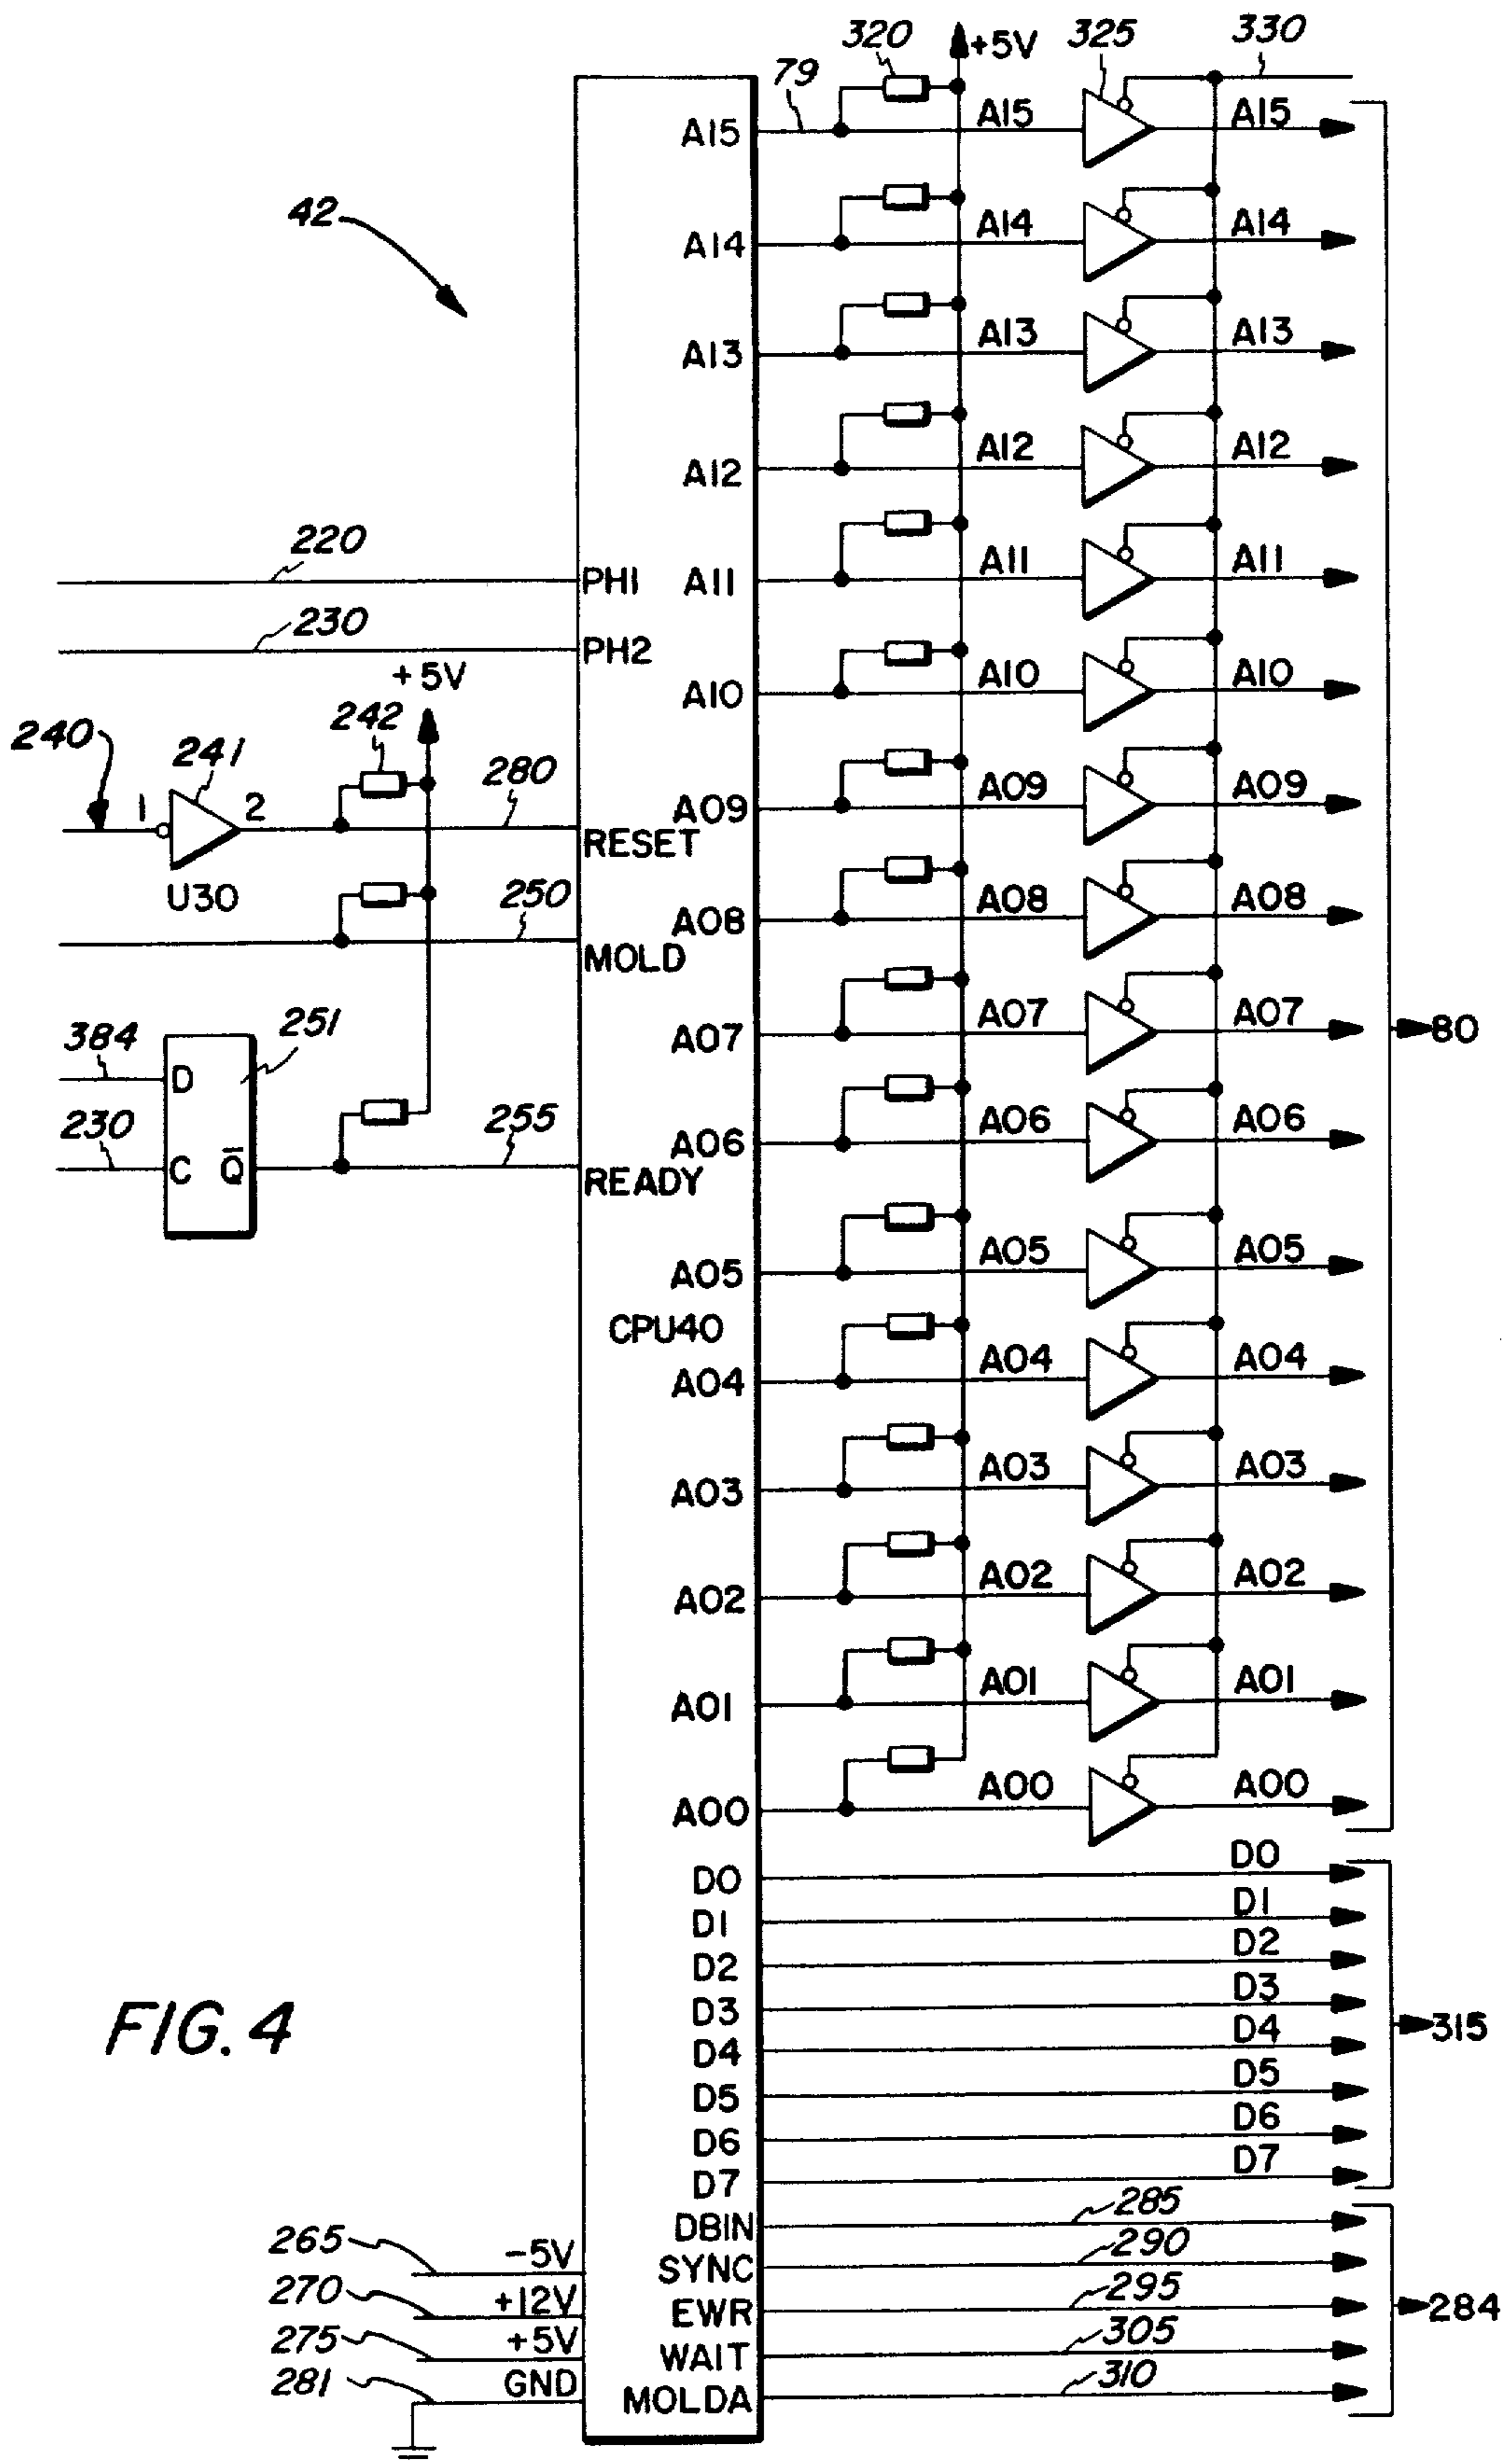 320 +5V 325 330
79
A15 A15 A15
42
A14 A14 A14
A13 A13 A13
A12 A12 A12
220
PH1 A11 A11 A11
230
PH2
+5V
A10 A10 A10
240 241 242 280
1 2
A09 A09 A09
RESET
U30
250
A08 A08 A08
MOLD
384 251
D
A07 A07 A07
80
230 255
C Q̅
A06 A06 A06
READY
A05 A05 A05
CPU40
A04 A04 A04
A03 A03 A03
A02 A02 A02
A01 A01 A01
A00 A00 A00
D0 D0
D1 D1
D2 D2
D3 D3
FIG. 4
315
D4 D4
D5 D5
D6 D6
D7 D7
DBIN 285
265 -5V
SYNC 290
270 +12V
EWR 295
284
275 +5V
WAIT 305
281 GND
MOLDA 310